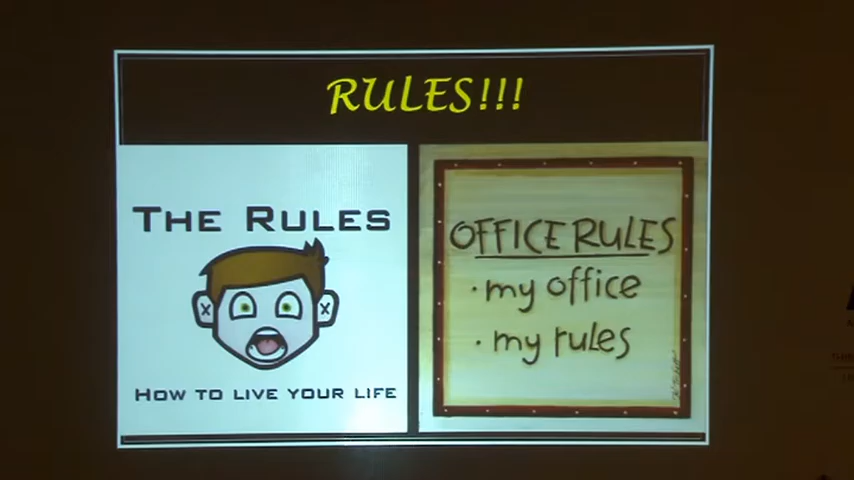 RULES!!!
THE RULES
HOW TO LIVE YOUR LIFE
OFFICE RULES
· my office
· my rules